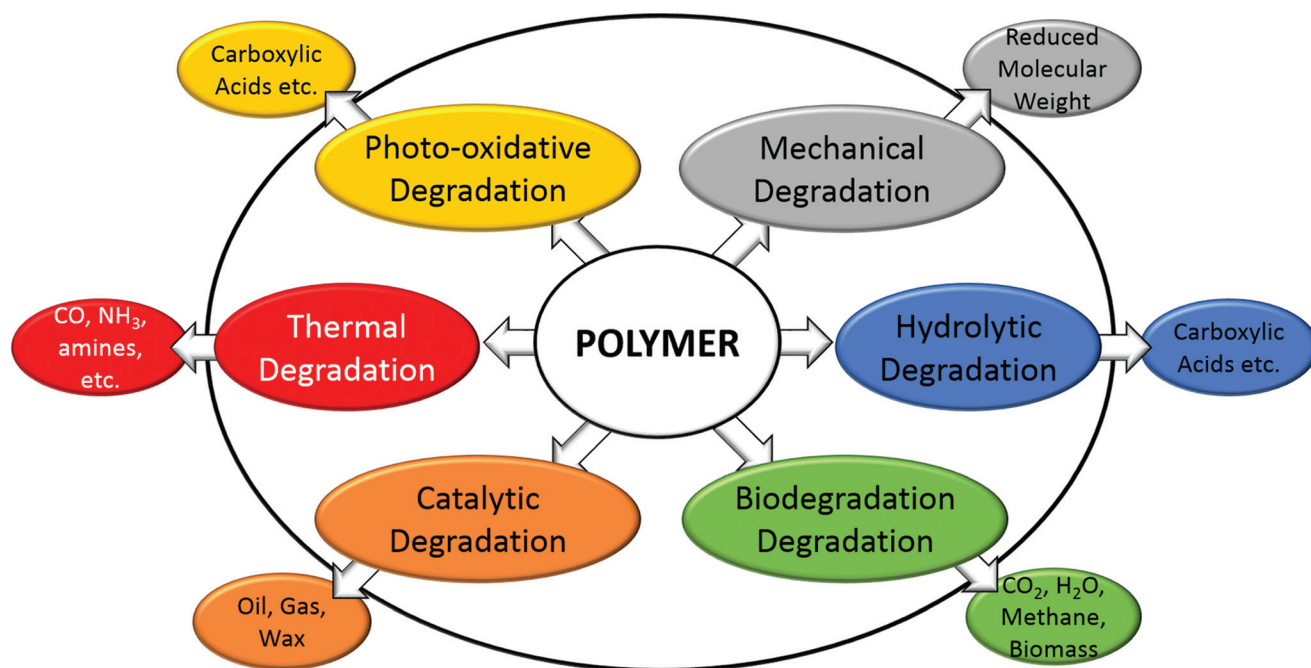 Carboxylic
Acids etc.
Reduced
Molecular
Weight
Photo-oxidative
Degradation
Mechanical
Degradation
CO, NH₃,
amines,
etc.
Thermal
Degradation
POLYMER
Hydrolytic
Degradation
Carboxylic
Acids etc.
Catalytic
Degradation
Biodegradation
Degradation
Oil, Gas,
Wax
CO₂, H₂O,
Methane,
Biomass